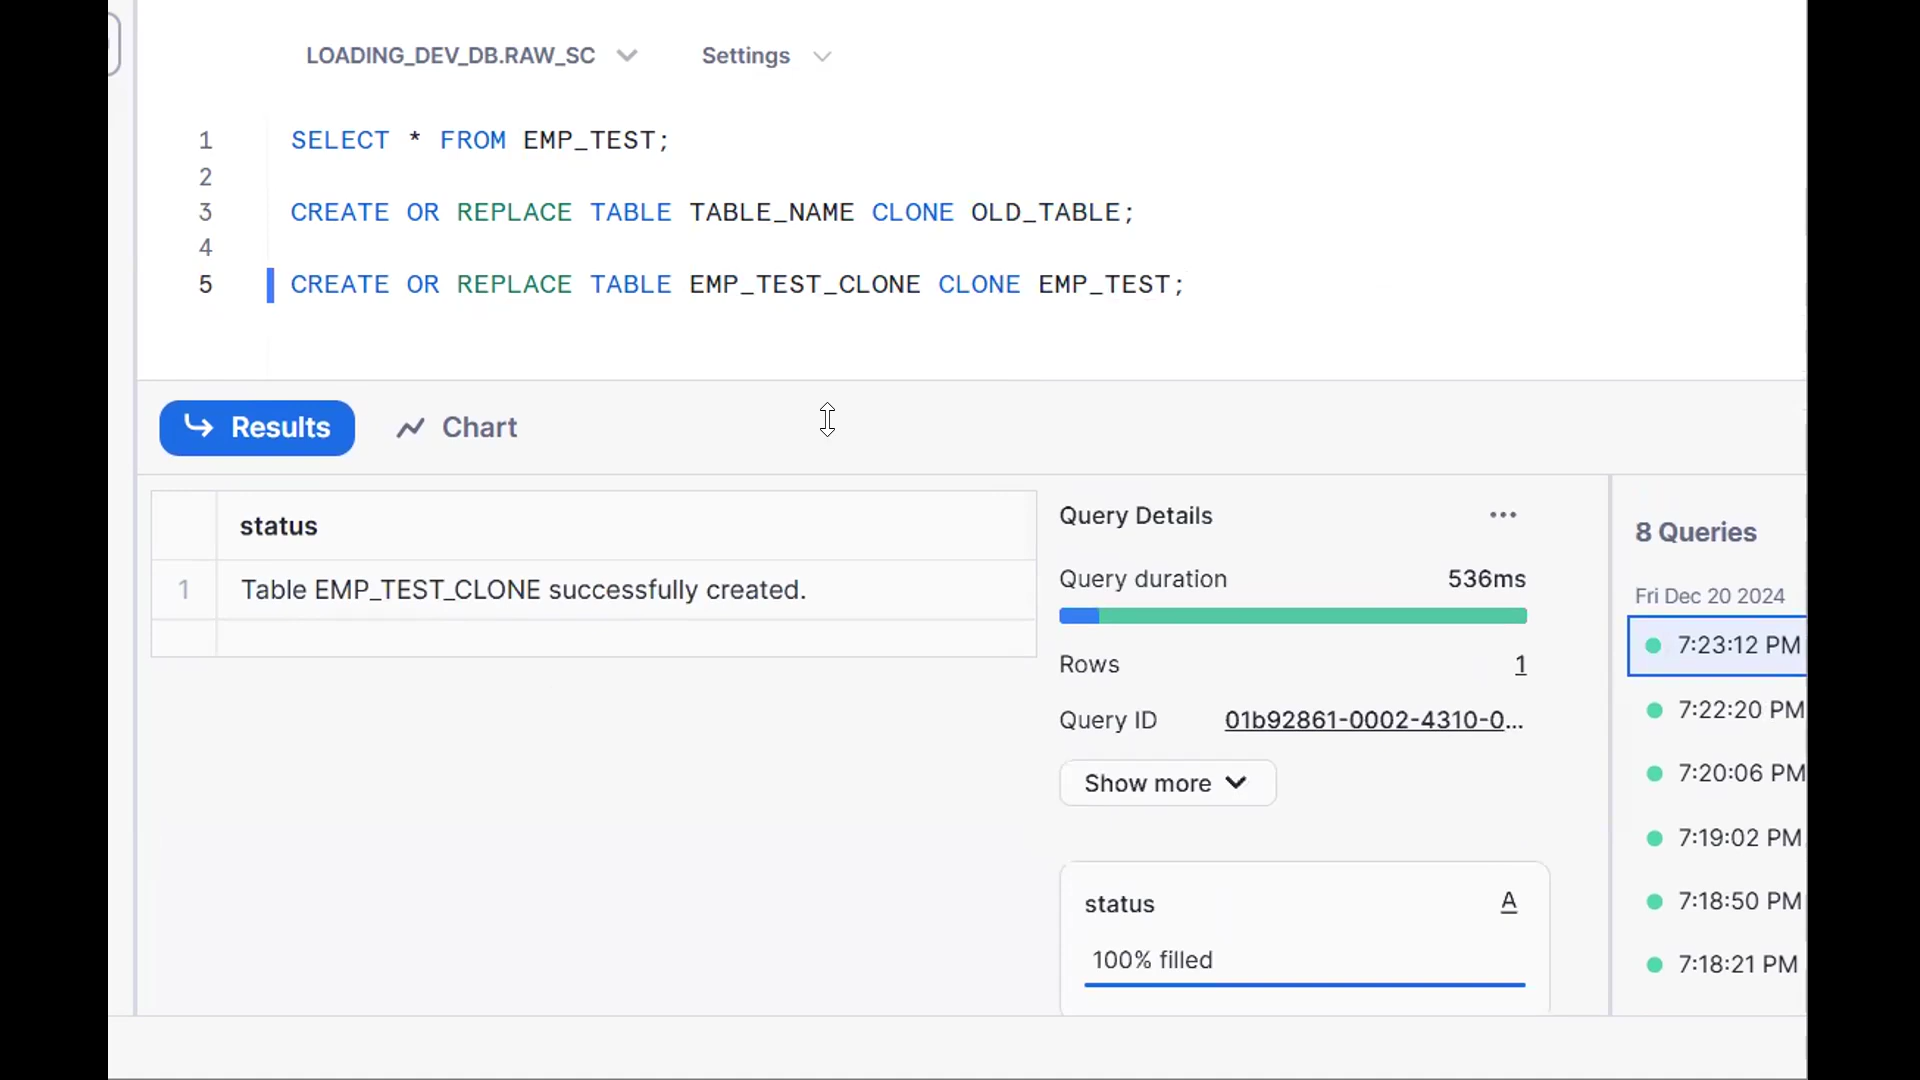 LOADING_DEV_DB.RAW_SC Settings
1 SELECT * FROM EMP_TEST;
2
3 CREATE OR REPLACE TABLE TABLE_NAME CLONE OLD_TABLE;
4
5 CREATE OR REPLACE TABLE EMP_TEST_CLONE CLONE EMP_TEST;
Results Chart
status
1 Table EMP_TEST_CLONE successfully created.
Query Details ...
Query duration 536ms
Rows 1
Query ID 01b92861-0002-4310-0...
Show more
status A
100% filled
8 Queries
Fri Dec 20 2024
7:23:12 PM
7:22:20 PM
7:20:06 PM
7:19:02 PM
7:18:50 PM
7:18:21 PM